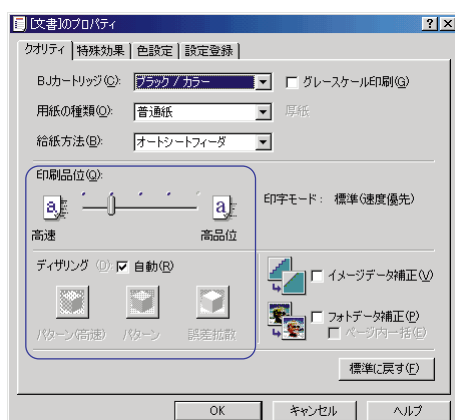 [文書]のプロパティ
クオリティ 特殊効果 色設定 設定登録
BJカートリッジ(C): ブラック / カラー グレースケール印刷(G)
用紙の種類(O): 普通紙 厚紙
給紙方法(B): オートシートフィーダ
印刷品位(Q):
a a
印字モード： 標準(速度優先)
高速 高品位
ディザリング (D) 自動(R)
イメージデータ補正(V)
フォトデータ補正(P)
パターン(高速) パターン 誤差拡散 ページ内一括(E)
標準に戻す(F)
OK キャンセル ヘルプ